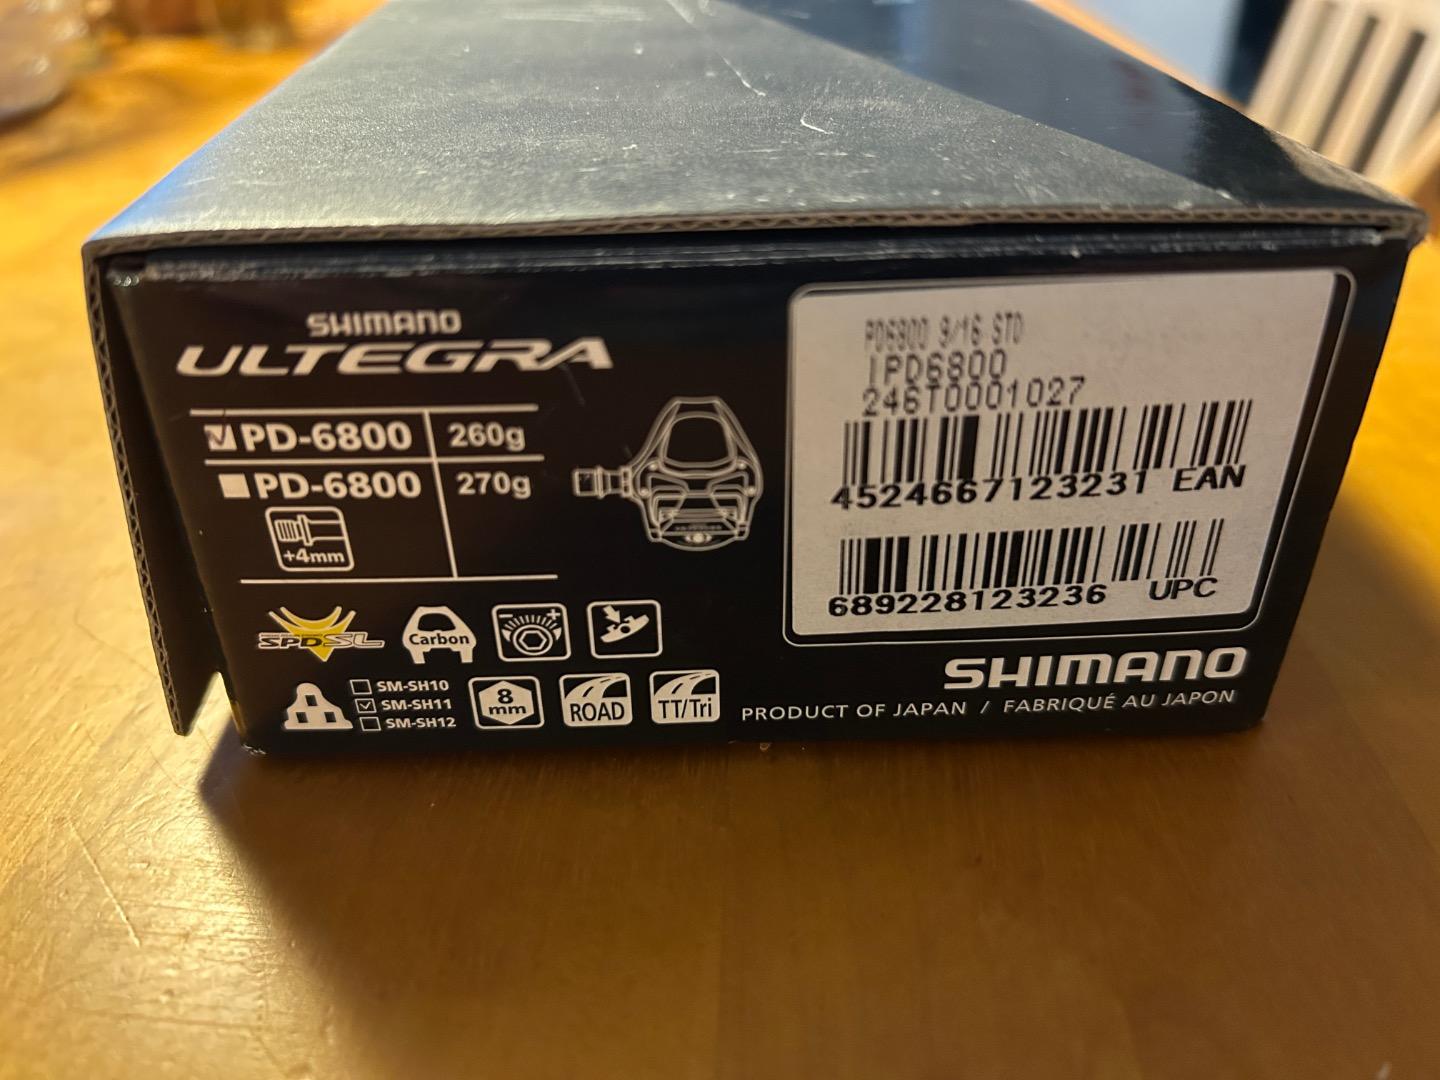 SHIMANO
ULTEGRA
PD-6800 260g
PD-6800 270g
+4mm
SPD-SL
Carbon
- +
SM-SH10
SM-SH11
SM-SH12
8
mm
ROAD
TT/Tri
PD6800 9/16 STD
IPD6800
246T0001027
4524667123231 EAN
689228123236 UPC
SHIMANO
PRODUCT OF JAPAN / FABRIQUÉ AU JAPON